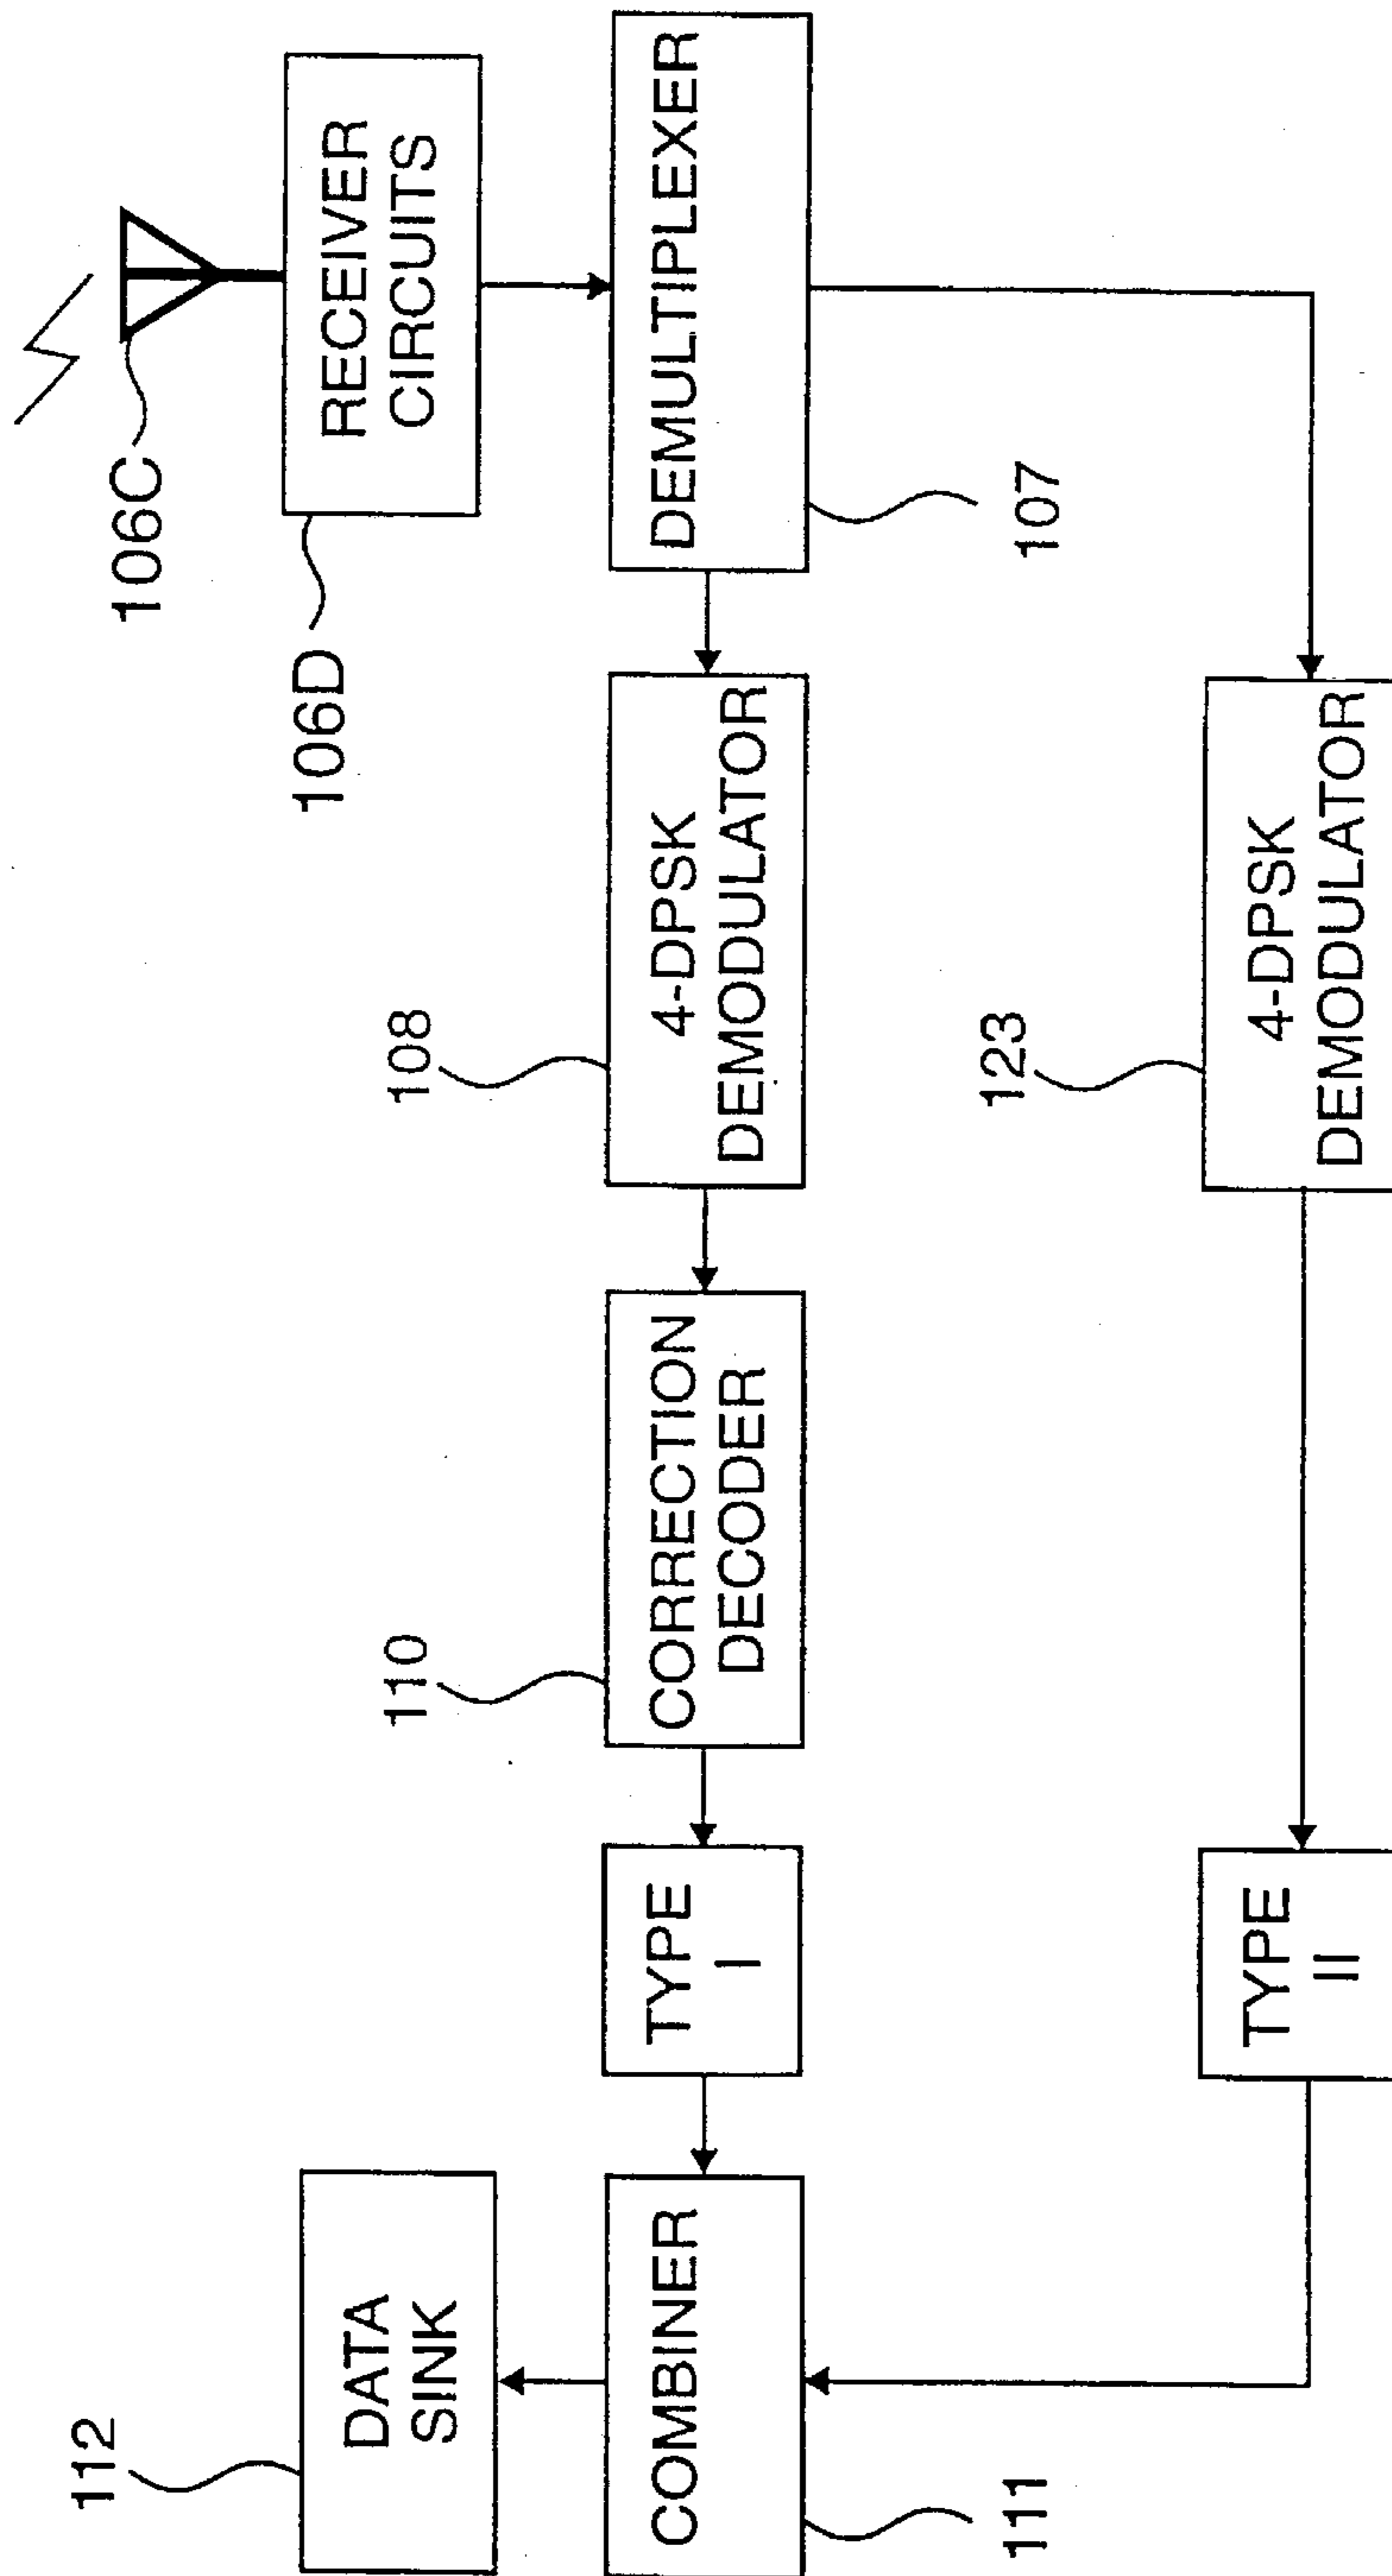 106C
RECEIVER
CIRCUITS
106D
DEMULTIPLEXER
107
108
4-DPSK
DEMODULATOR
123
4-DPSK
DEMODULATOR
110
CORRECTION
DECODER
TYPE
I
TYPE
II
112
DATA
SINK
COMBINER
111